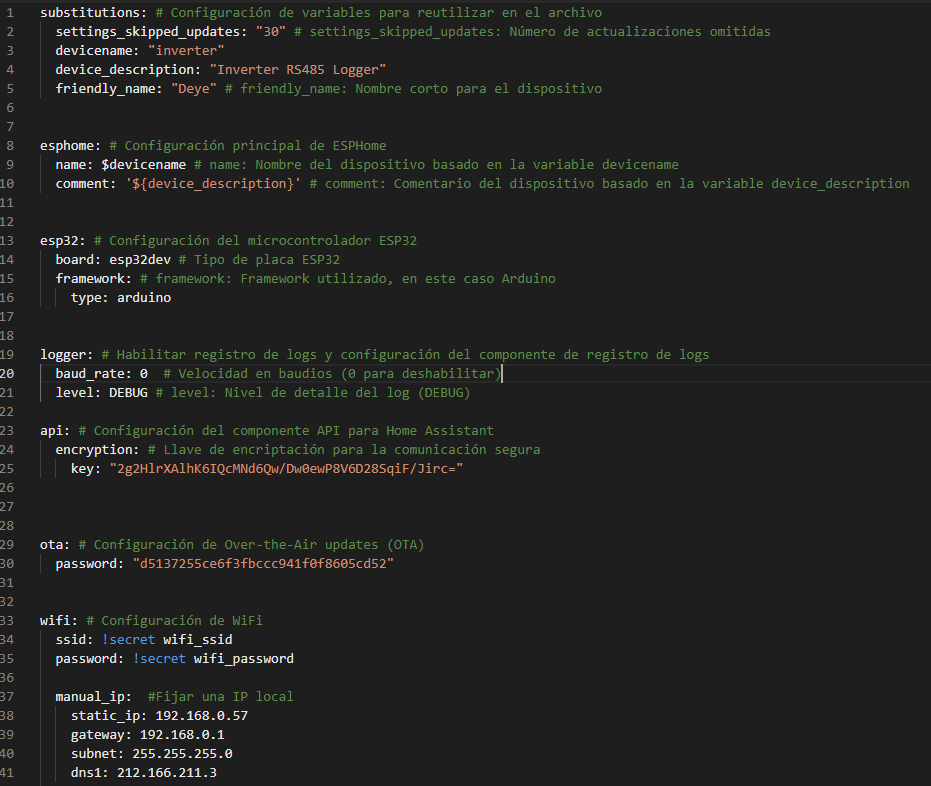 1 substitutions: # Configuración de variables para reutilizar en el archivo
2 settings_skipped_updates: "30" # settings_skipped_updates: Número de actualizaciones omitidas
3 devicename: "inverter"
4 device_description: "Inverter RS485 Logger"
5 friendly_name: "Deye" # friendly_name: Nombre corto para el dispositivo
6
7
8 esphome: # Configuración principal de ESPHome
9 name: $devicename # name: Nombre del dispositivo basado en la variable devicename
10 comment: '${device_description}' # comment: Comentario del dispositivo basado en la variable device_description
11
12
13 esp32: # Configuración del microcontrolador ESP32
14 board: esp32dev # Tipo de placa ESP32
15 framework: # framework: Framework utilizado, en este caso Arduino
16 type: arduino
17
18
19 logger: # Habilitar registro de logs y configuración del componente de registro de logs
20 baud_rate: 0 # Velocidad en baudios (0 para deshabilitar)
21 level: DEBUG # level: Nivel de detalle del log (DEBUG)
22
23 api: # Configuración del componente API para Home Assistant
24 encryption: # Llave de encriptación para la comunicación segura
25 key: "2g2HlrXAlhK6IQcMNd6Qw/Dw0ewP8V6D28SqiF/Jirc="
26
27
28
29 ota: # Configuración de Over-the-Air updates (OTA)
30 password: "d5137255ce6f3fbccc941f0f8605cd52"
31
32
33 wifi: # Configuración de WiFi
34 ssid: !secret wifi_ssid
35 password: !secret wifi_password
36
37 manual_ip: #Fijar una IP local
38 static_ip: 192.168.0.57
39 gateway: 192.168.0.1
40 subnet: 255.255.255.0
41 dns1: 212.166.211.3